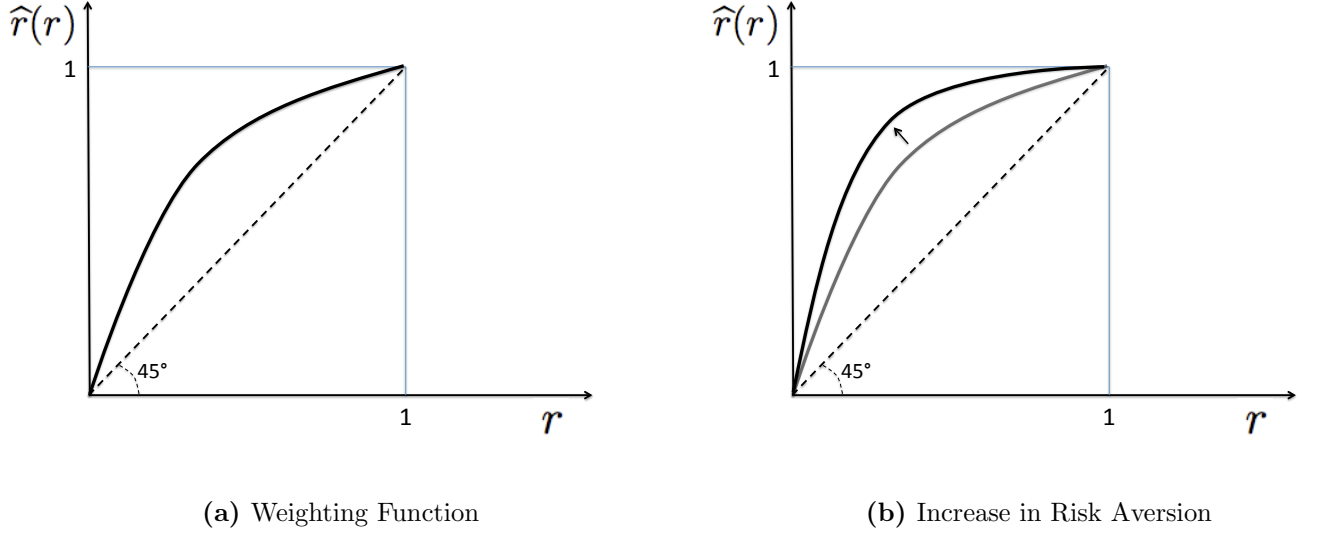 r̂(r)
1
45°
1
r
(a) Weighting Function
r̂(r)
1
45°
1
r
(b) Increase in Risk Aversion